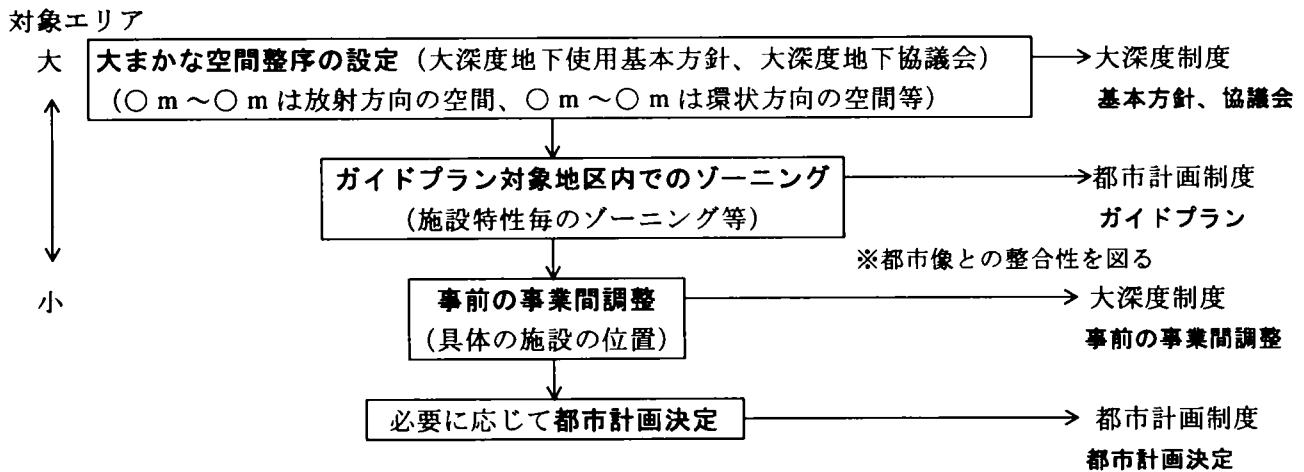 対象エリア
大
大まかな空間整序の設定（大深度地下使用基本方針、大深度地下協議会）
（○ｍ～○ｍは放射方向の空間、○ｍ～○ｍは環状方向の空間等）
大深度制度
基本方針、協議会
ガイドプラン対象地区内でのゾーニング
（施設特性毎のゾーニング等）
都市計画制度
ガイドプラン
※都市像との整合性を図る
小
事前の事業間調整
（具体の施設の位置）
大深度制度
事前の事業間調整
必要に応じて都市計画決定
都市計画制度
都市計画決定